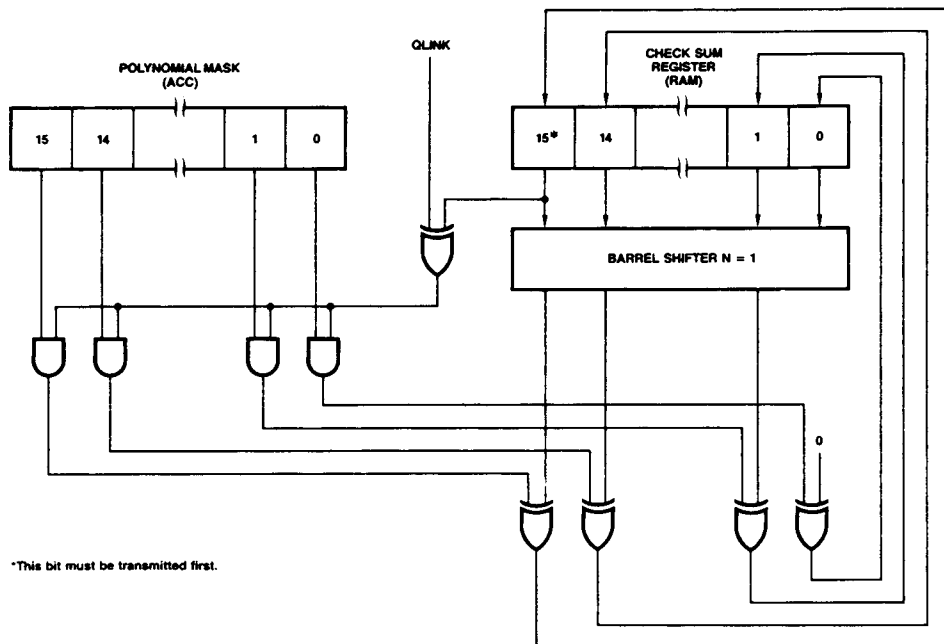 QLINK
POLYNOMIAL MASK
(ACC)
CHECK SUM
REGISTER
(RAM)
15 14 1 0
15* 14 1 0
BARREL SHIFTER N = 1
0
*This bit must be transmitted first.